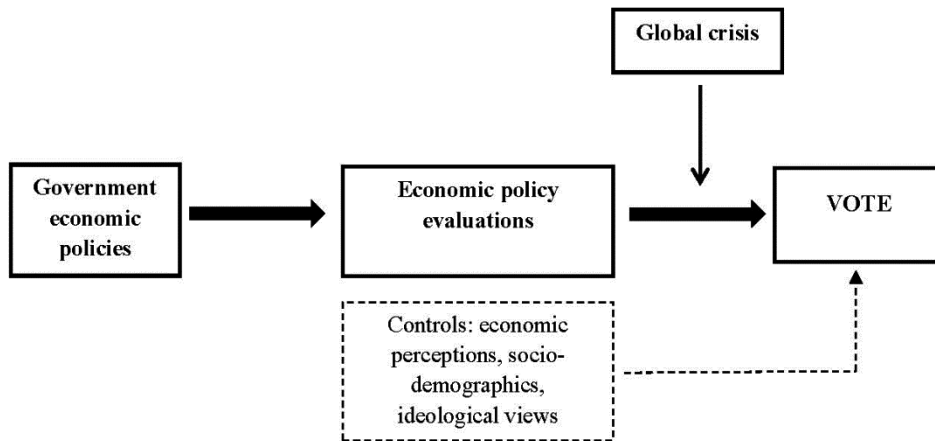 Global crisis
Government
economic
policies
Economic policy
evaluations
VOTE
Controls: economic
perceptions, socio-
demographics,
ideological views